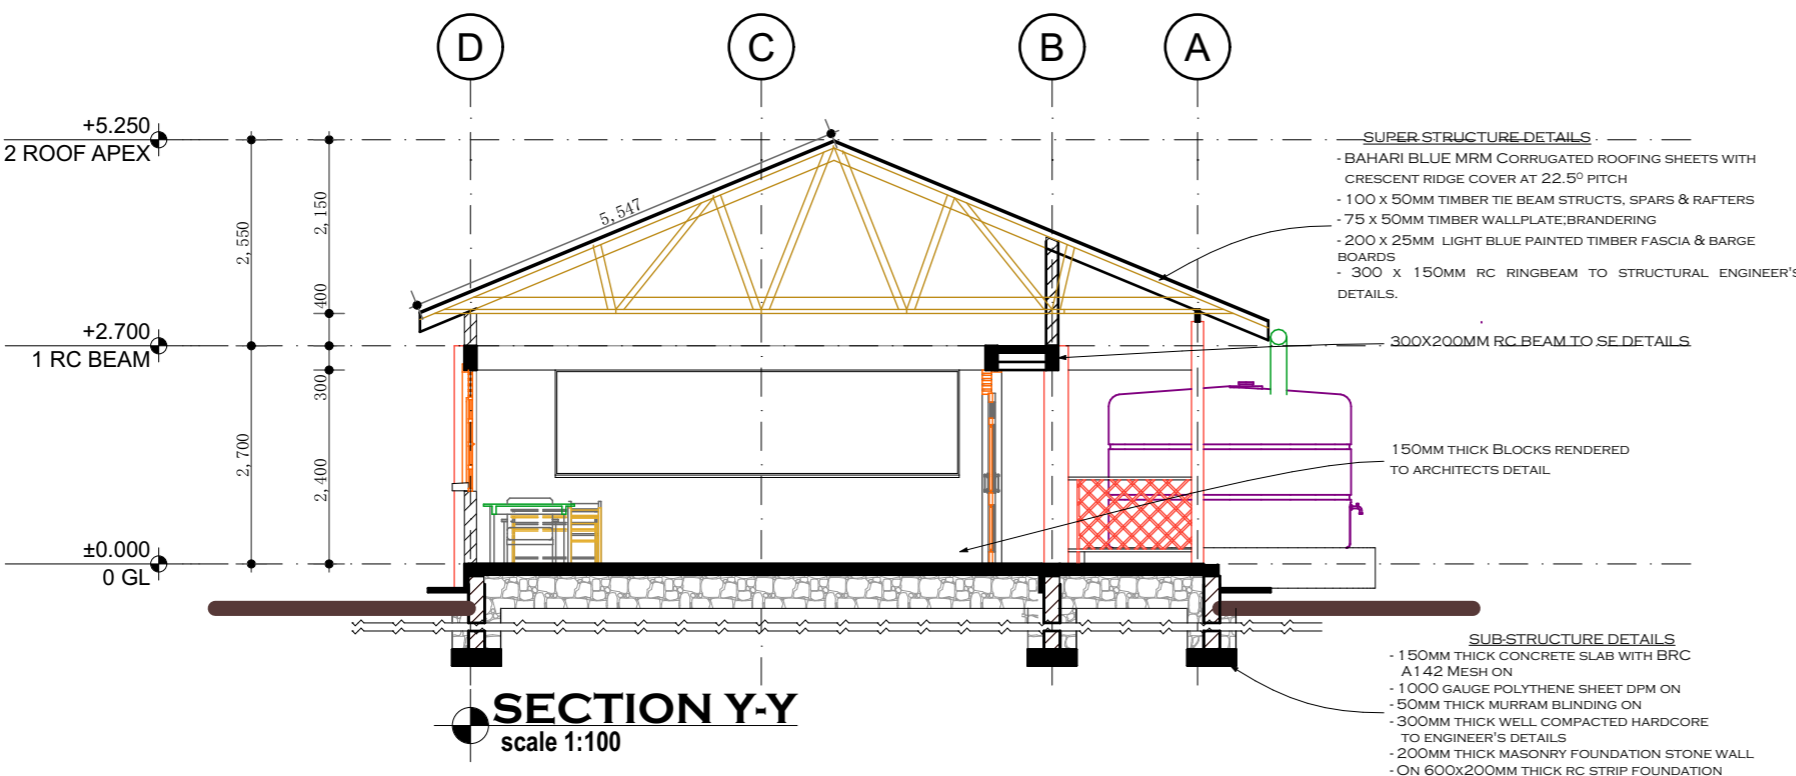 D
C
B
A
+5.250
2 ROOF APEX
+2.700
1 RC BEAM
±0.000
0 GL
2,550
2,700
2,150
400
300
2,400
5,547
SUPER STRUCTURE DETAILS
- BAHARI BLUE MRM CORRUGATED ROOFING SHEETS WITH
CRESCENT RIDGE COVER AT 22.5⁰ PITCH
- 100 X 50MM TIMBER TIE BEAM STRUCTS, SPARS & RAFTERS
- 75 X 50MM TIMBER WALLPLATE;BRANDERING
- 200 X 25MM LIGHT BLUE PAINTED TIMBER FASCIA & BARGE
BOARDS
- 300 X 150MM RC RINGBEAM TO STRUCTURAL ENGINEER'S
DETAILS.
300X200MM RC BEAM TO SE DETAILS
150MM THICK BLOCKS RENDERED
TO ARCHITECTS DETAIL
SUB-STRUCTURE DETAILS
- 150MM THICK CONCRETE SLAB WITH BRC
A142 MESH ON
- 1000 GAUGE POLYTHENE SHEET DPM ON
- 50MM THICK MURRAM BLINDING ON
- 300MM THICK WELL COMPACTED HARDCORE
TO ENGINEER'S DETAILS
- 200MM THICK MASONRY FOUNDATION STONE WALL
- ON 600X200MM THICK RC STRIP FOUNDATION
SECTION Y-Y
scale 1:100